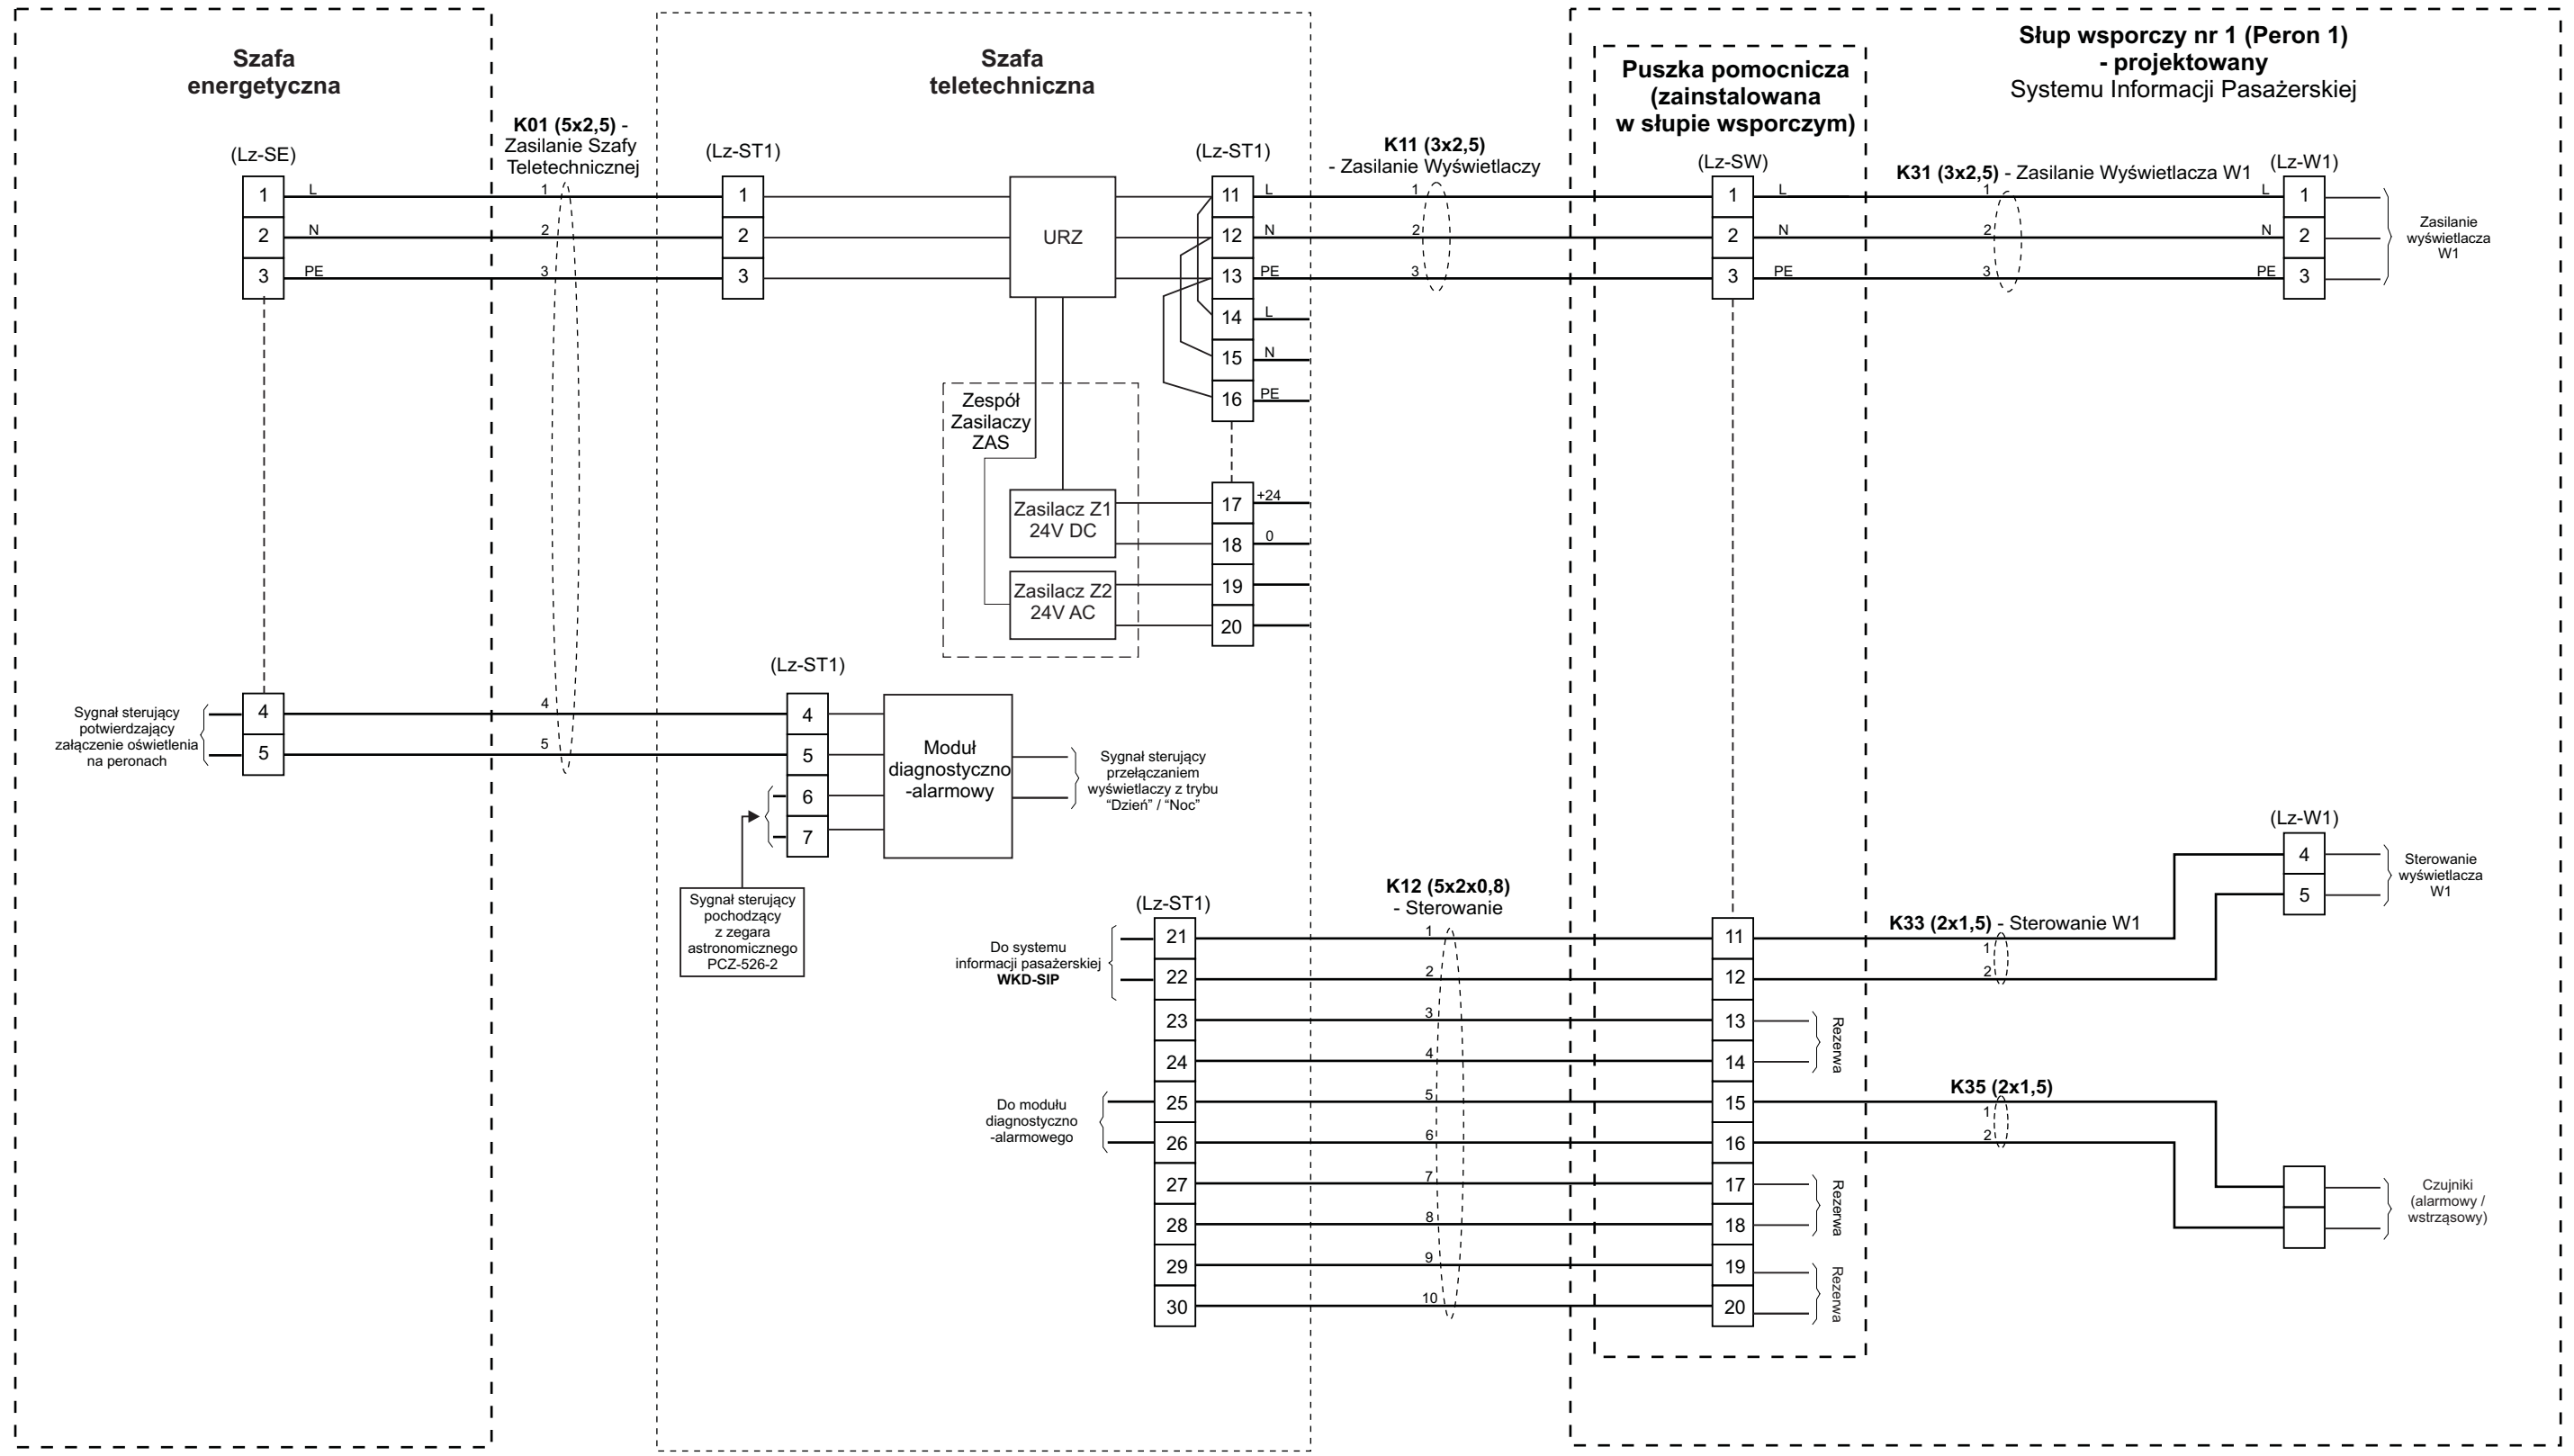 Szafa
energetyczna
(Lz-SE)
1
2
3
L
N
PE
4
5
Sygnał sterujący
potwierdzający
załączenie oświetlenia
na peronach
K01 (5x2,5) -
Zasilanie Szafy
Teletechnicznej
1
2
3
4
5
Szafa
teletechniczna
(Lz-ST1)
1
2
3
URZ
(Lz-ST1)
11
12
13
14
15
16
L
N
PE
L
N
PE
Zespół
Zasilaczy
ZAS
Zasilacz Z1
24V DC
Zasilacz Z2
24V AC
17
18
19
20
+24
0
(Lz-ST1)
4
5
6
7
Moduł
diagnostyczno
-alarmowy
Sygnał sterujący
przełączaniem
wyświetlaczy z trybu
“Dzień” / “Noc”
Sygnał sterujący
pochodzący
z zegara
astronomicznego
PCZ-526-2
(Lz-ST1)
21
22
23
24
25
26
27
28
29
30
Do systemu
informacji pasażerskiej
WKD-SIP
Do modułu
diagnostyczno
-alarmowego
K11 (3x2,5)
- Zasilanie Wyświetlaczy
1
2
3
K12 (5x2x0,8)
- Sterowanie
1
2
3
4
5
6
7
8
9
10
Słup wsporczy nr 1 (Peron 1)
- projektowany
Systemu Informacji Pasażerskiej
Puszka pomocnicza
(zainstalowana
w słupie wsporczym)
(Lz-SW)
1
2
3
L
N
PE
11
12
13
14
15
16
17
18
19
20
Rezerwa
Rezerwa
Rezerwa
K31 (3x2,5) - Zasilanie Wyświetlacza W1
1
2
3
L
N
PE
(Lz-W1)
1
2
3
Zasilanie
wyświetlacza
W1
K33 (2x1,5) - Sterowanie W1
1
2
(Lz-W1)
4
5
Sterowanie
wyświetlacza
W1
K35 (2x1,5)
1
2
Czujniki
(alarmowy /
wstrząsowy)